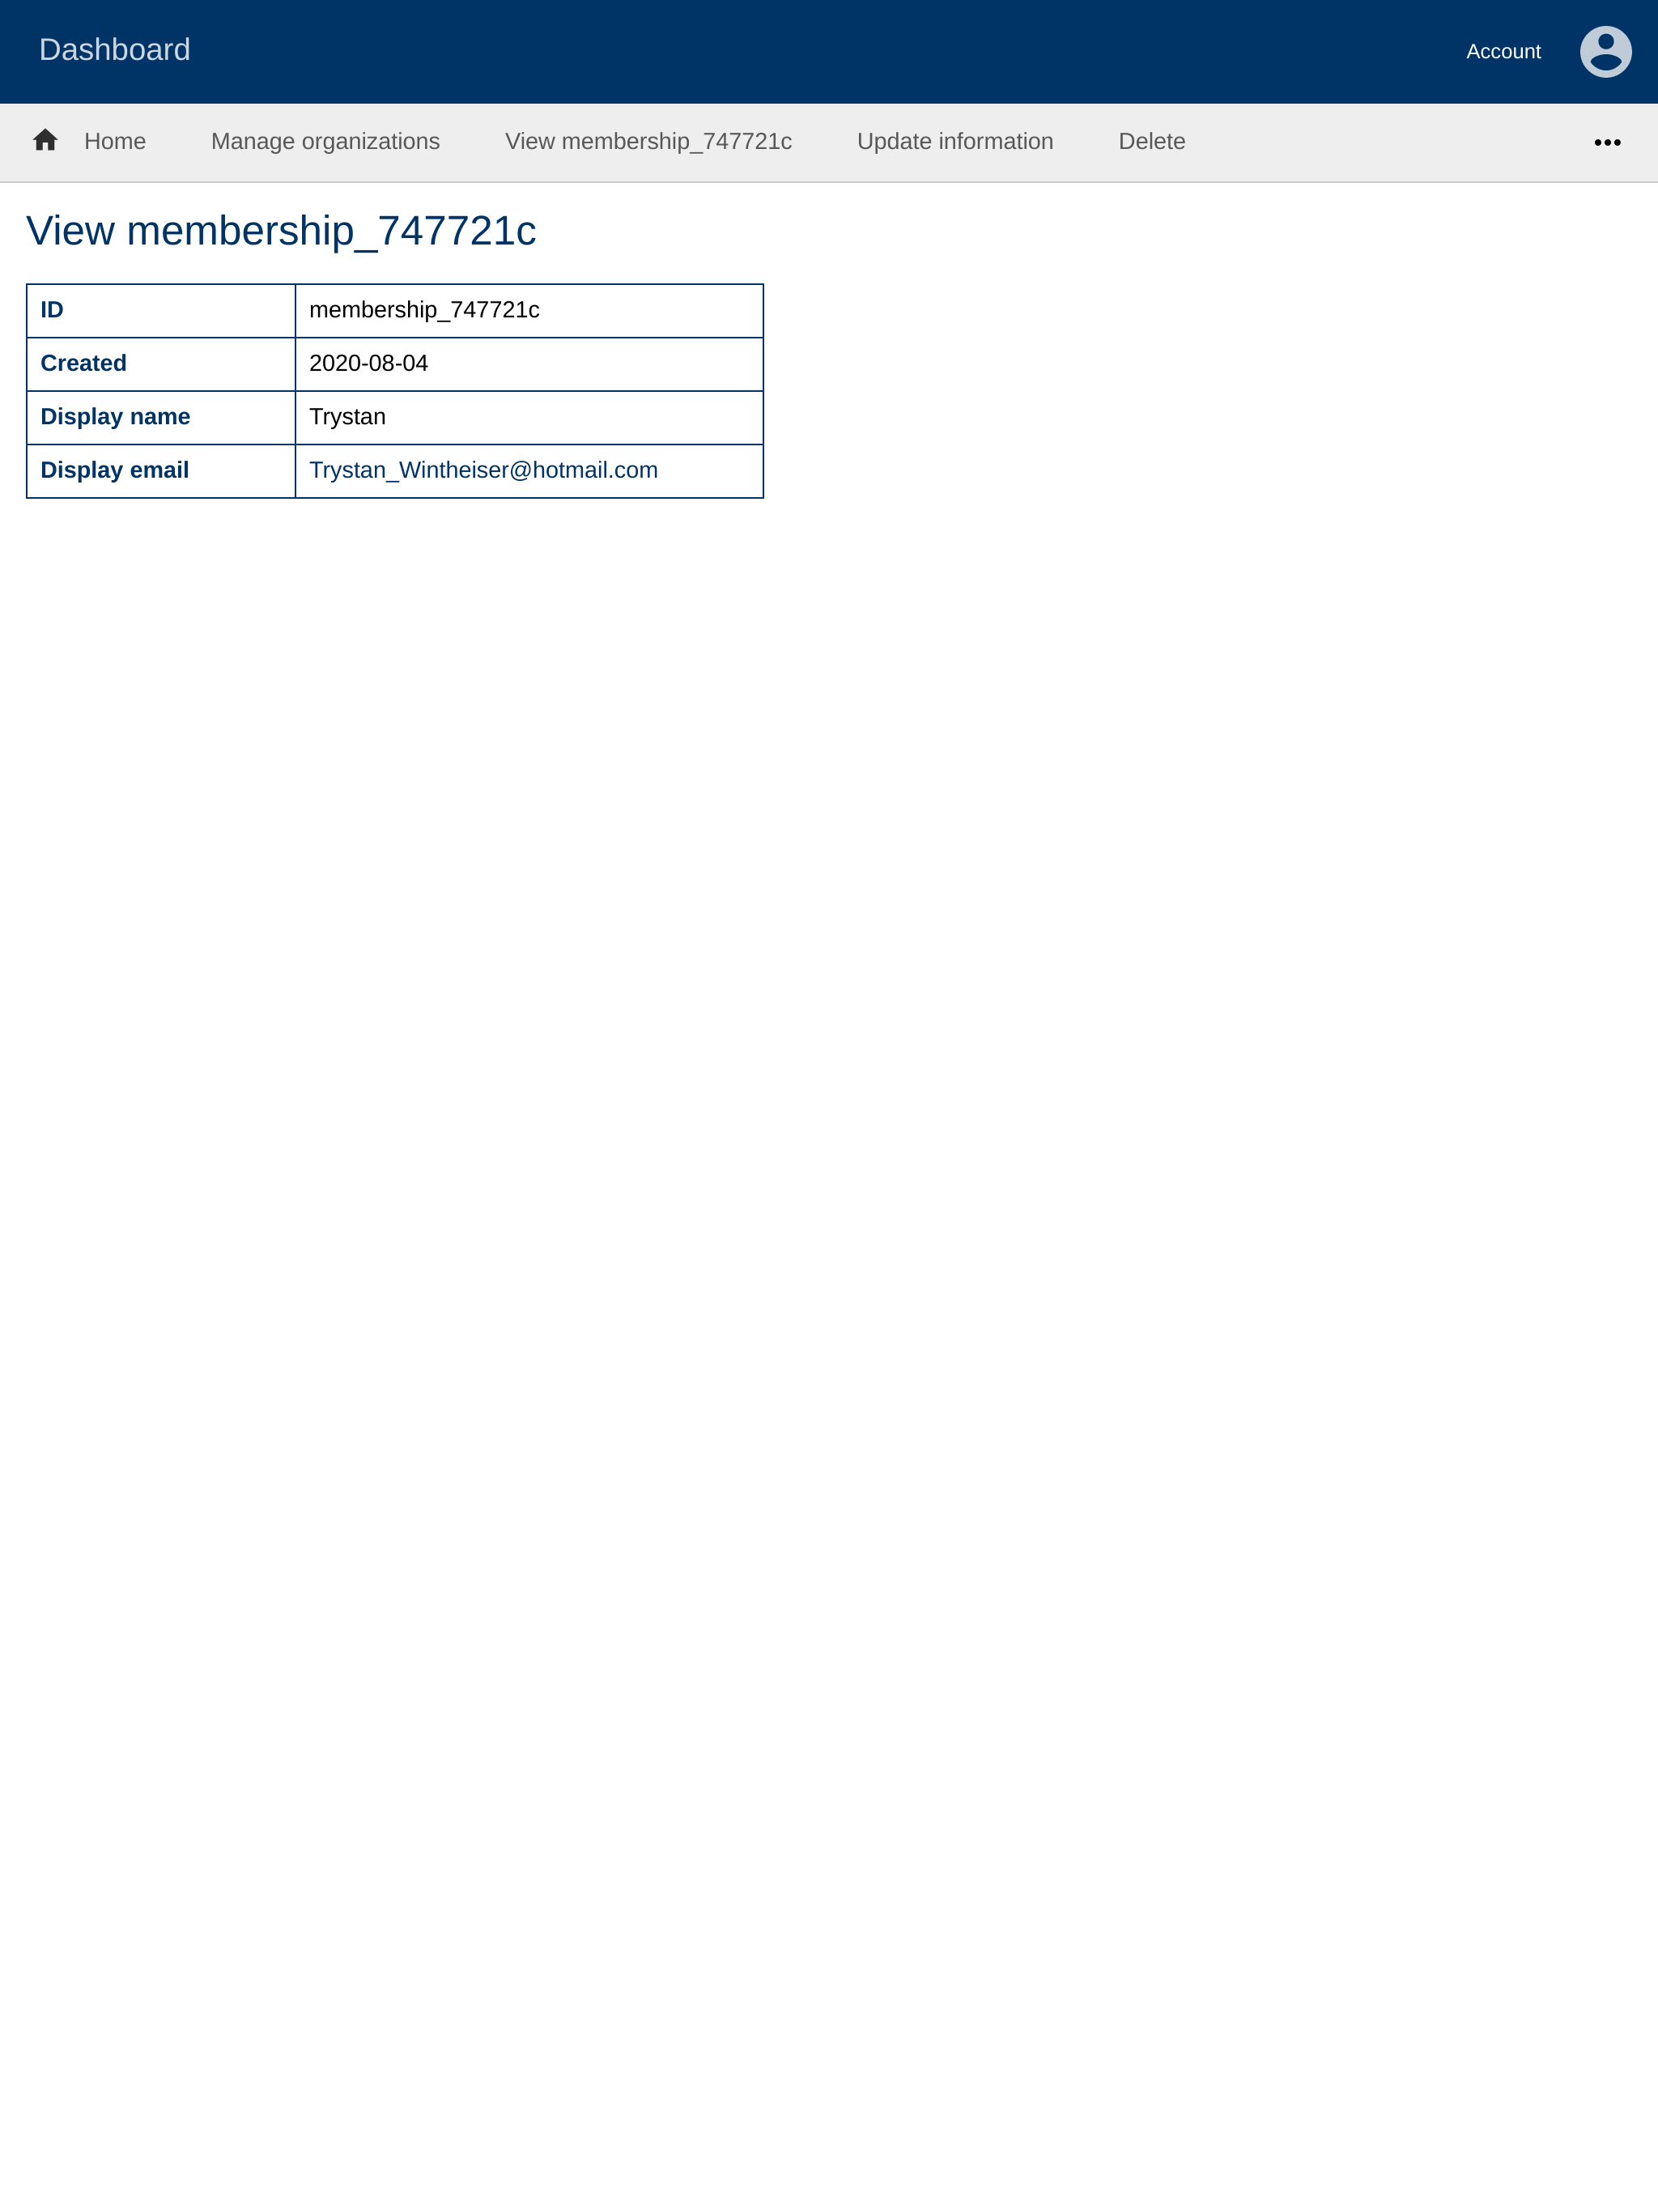 Dashboard
Account
Home Manage organizations View membership_747721c Update information Delete
View membership_747721c
ID membership_747721c
Created 2020-08-04
Display name Trystan
Display email Trystan_Wintheiser@hotmail.com